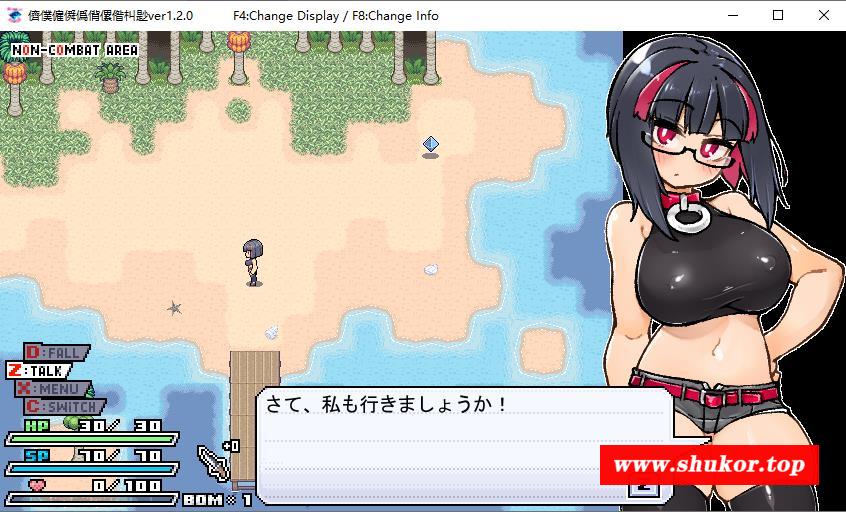 ver1.2.0 F4:Change Display / F8:Change Info
NON-COMBAT AREA
D:FALL
Z:TALK
X:MENU
C:SWITCH
HP 30/ 30
SP 10/ 10
0/100
+0
BOM× 1
さて、私も行きましょうか！
www.shukor.top
Z